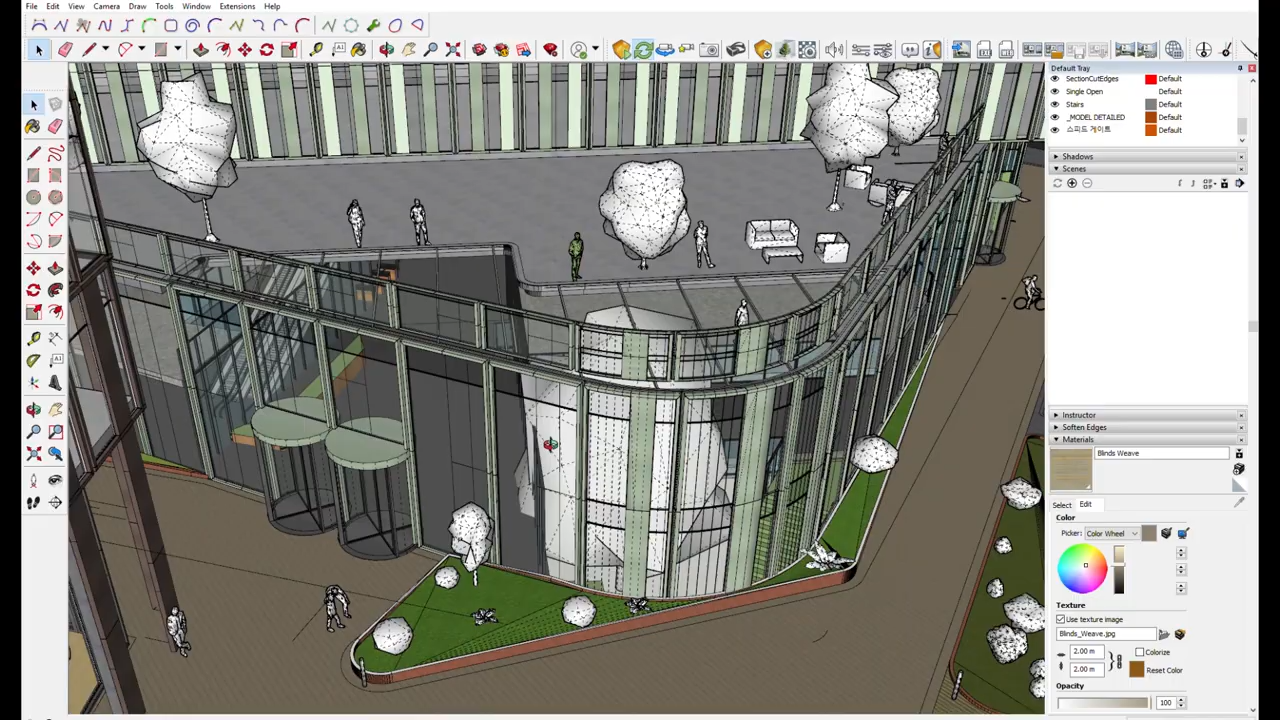 File Edit View Camera Draw Tools Window Extensions Help
Default Tray
SectionCutEdges Default
Single Open Default
Stairs Default
_MODEL DETAILED Default
스피드 게이트 Default
Shadows
Scenes
Instructor
Soften Edges
Materials
Blinds Weave
Select Edit
Color
Picker: Color Wheel
Texture
Use texture image
Blinds_Weave.jpg
2.00 m Colorize
2.00 m Reset Color
Opacity
100